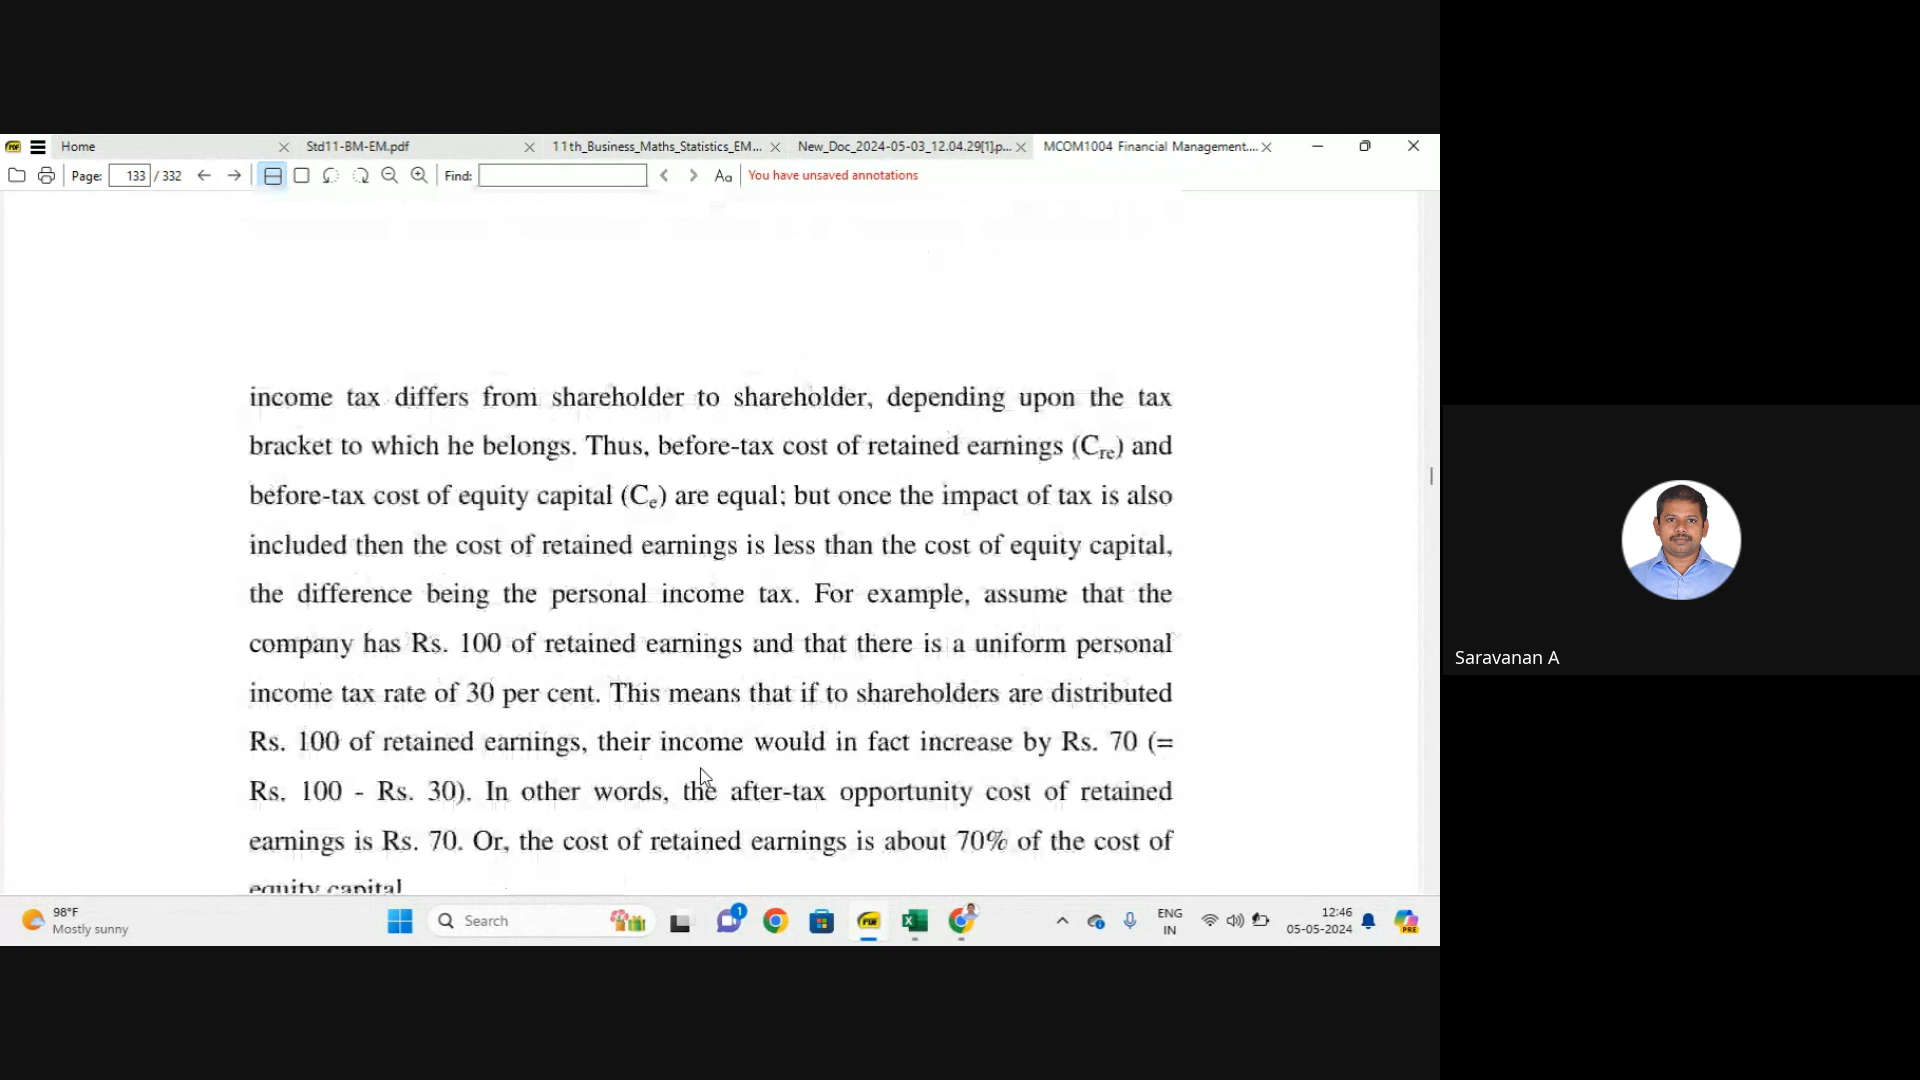 Home
Std11-BM-EM.pdf
11th_Business_Maths_Statistics_EM...
New_Doc_2024-05-03_12.04.29[1].p...
MCOM1004 Financial Management....
Page: 133 / 332
Find:
Aa
You have unsaved annotations
income tax differs from shareholder to shareholder, depending upon the tax
bracket to which he belongs. Thus, before-tax cost of retained earnings (Cre) and
before-tax cost of equity capital (Ce) are equal; but once the impact of tax is also
included then the cost of retained earnings is less than the cost of equity capital,
the difference being the personal income tax. For example, assume that the
company has Rs. 100 of retained earnings and that there is a uniform personal
income tax rate of 30 per cent. This means that if to shareholders are distributed
Rs. 100 of retained earnings, their income would in fact increase by Rs. 70 (=
Rs. 100 - Rs. 30). In other words, the after-tax opportunity cost of retained
earnings is Rs. 70. Or, the cost of retained earnings is about 70% of the cost of
equity capital
Saravanan A
98°F
Mostly sunny
Search
1
PDF
ENG
IN
12:46
05-05-2024
PRE